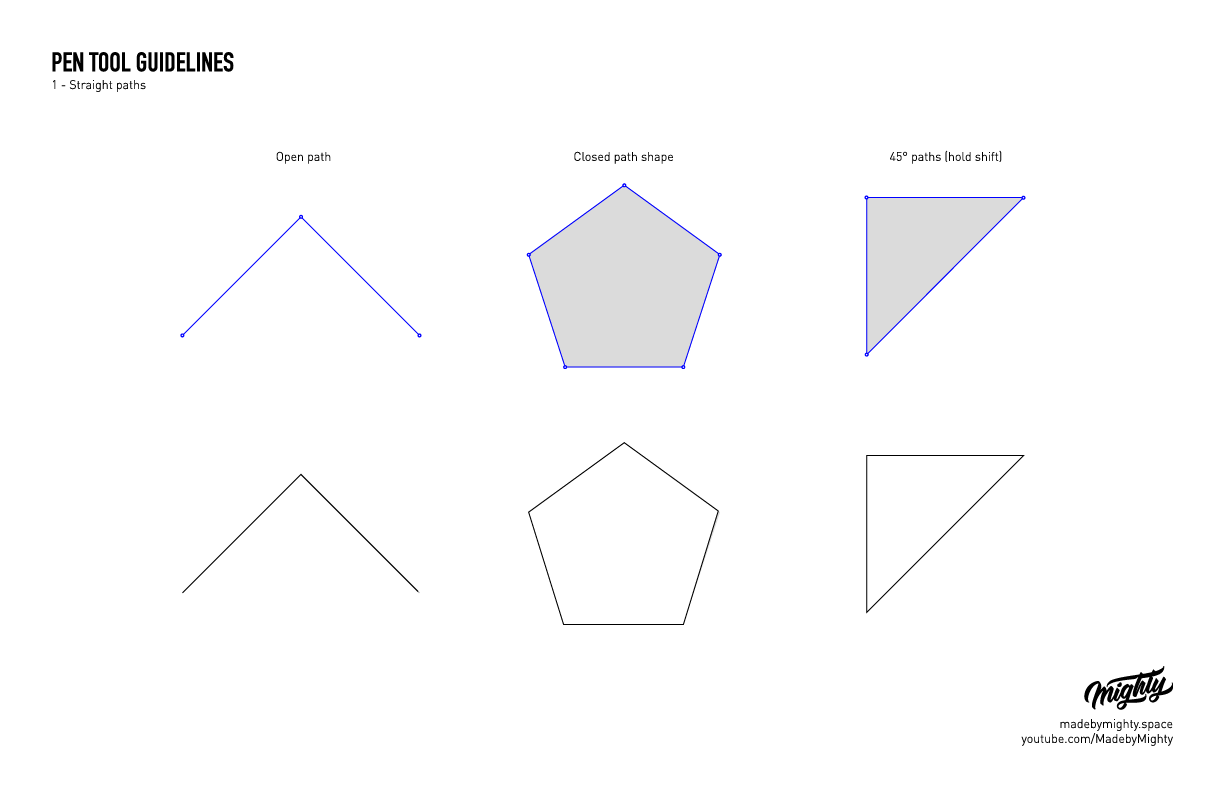 PEN TOOL GUIDELINES
1 - Straight paths
Open path
Closed path shape
45° paths (hold shift)
mighty
madebymighty.space
youtube.com/MadebyMighty